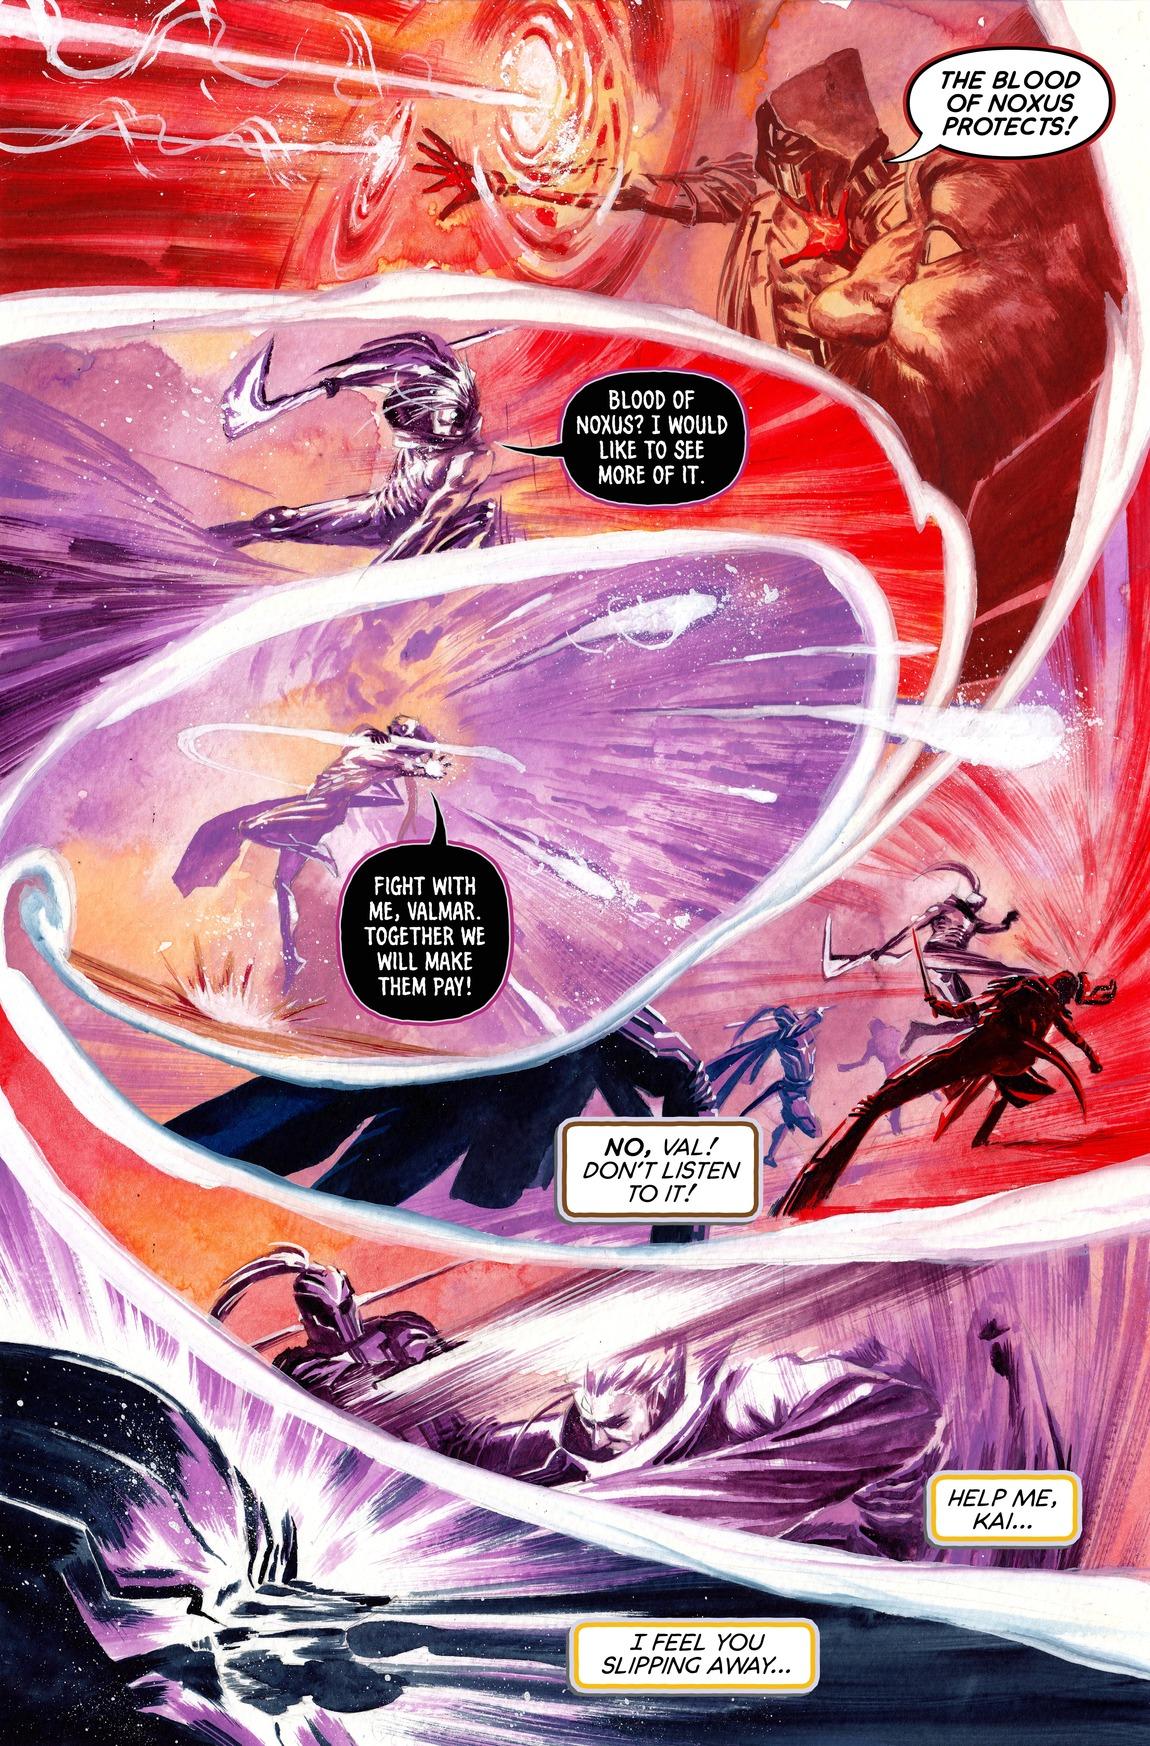 THE BLOOD
OF NOXUS
PROTECTS!
BLOOD OF
NOXUS? I WOULD
LIKE TO SEE
MORE OF IT.
FIGHT WITH
ME, VALMAR.
TOGETHER WE
WILL MAKE
THEM PAY!
NO, VAL!
DON'T LISTEN
TO IT!
HELP ME,
KAI...
I FEEL YOU
SLIPPING AWAY...